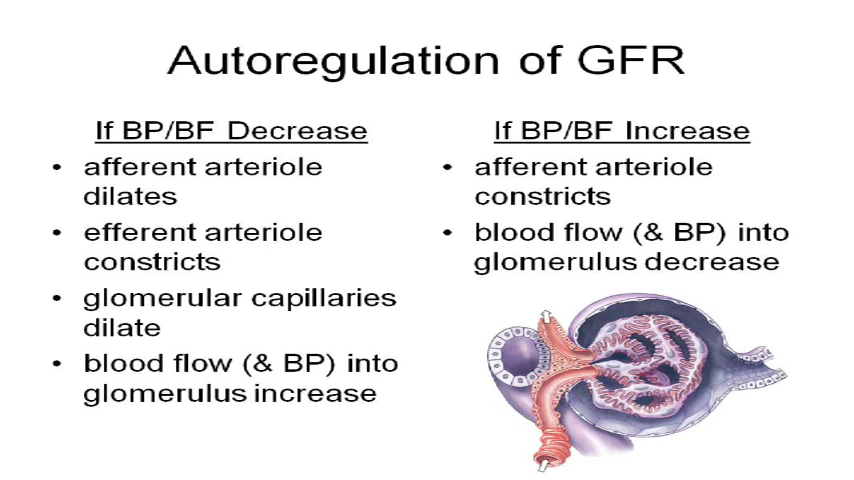 Autoregulation of GFR
If BP/BF Decrease
• afferent arteriole
dilates
• efferent arteriole
constricts
• glomerular capillaries
dilate
• blood flow (& BP) into
glomerulus increase
If BP/BF Increase
• afferent arteriole
constricts
• blood flow (& BP) into
glomerulus decrease